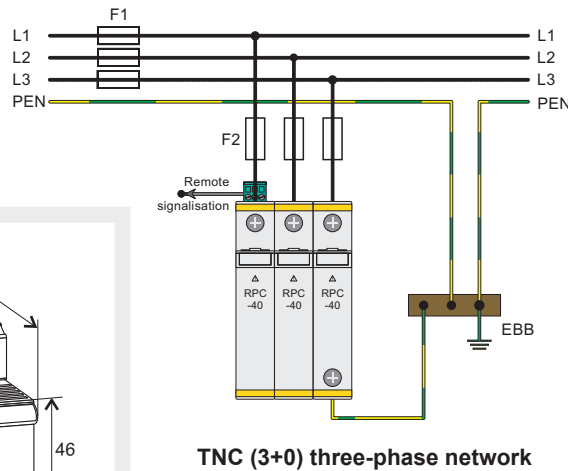 F1
L1 L1
L2 L2
L3 L3
PEN PEN
F2
Remote
signalisation
RPC RPC RPC
-40 -40 -40
EBB
46
TNC (3+0) three-phase network